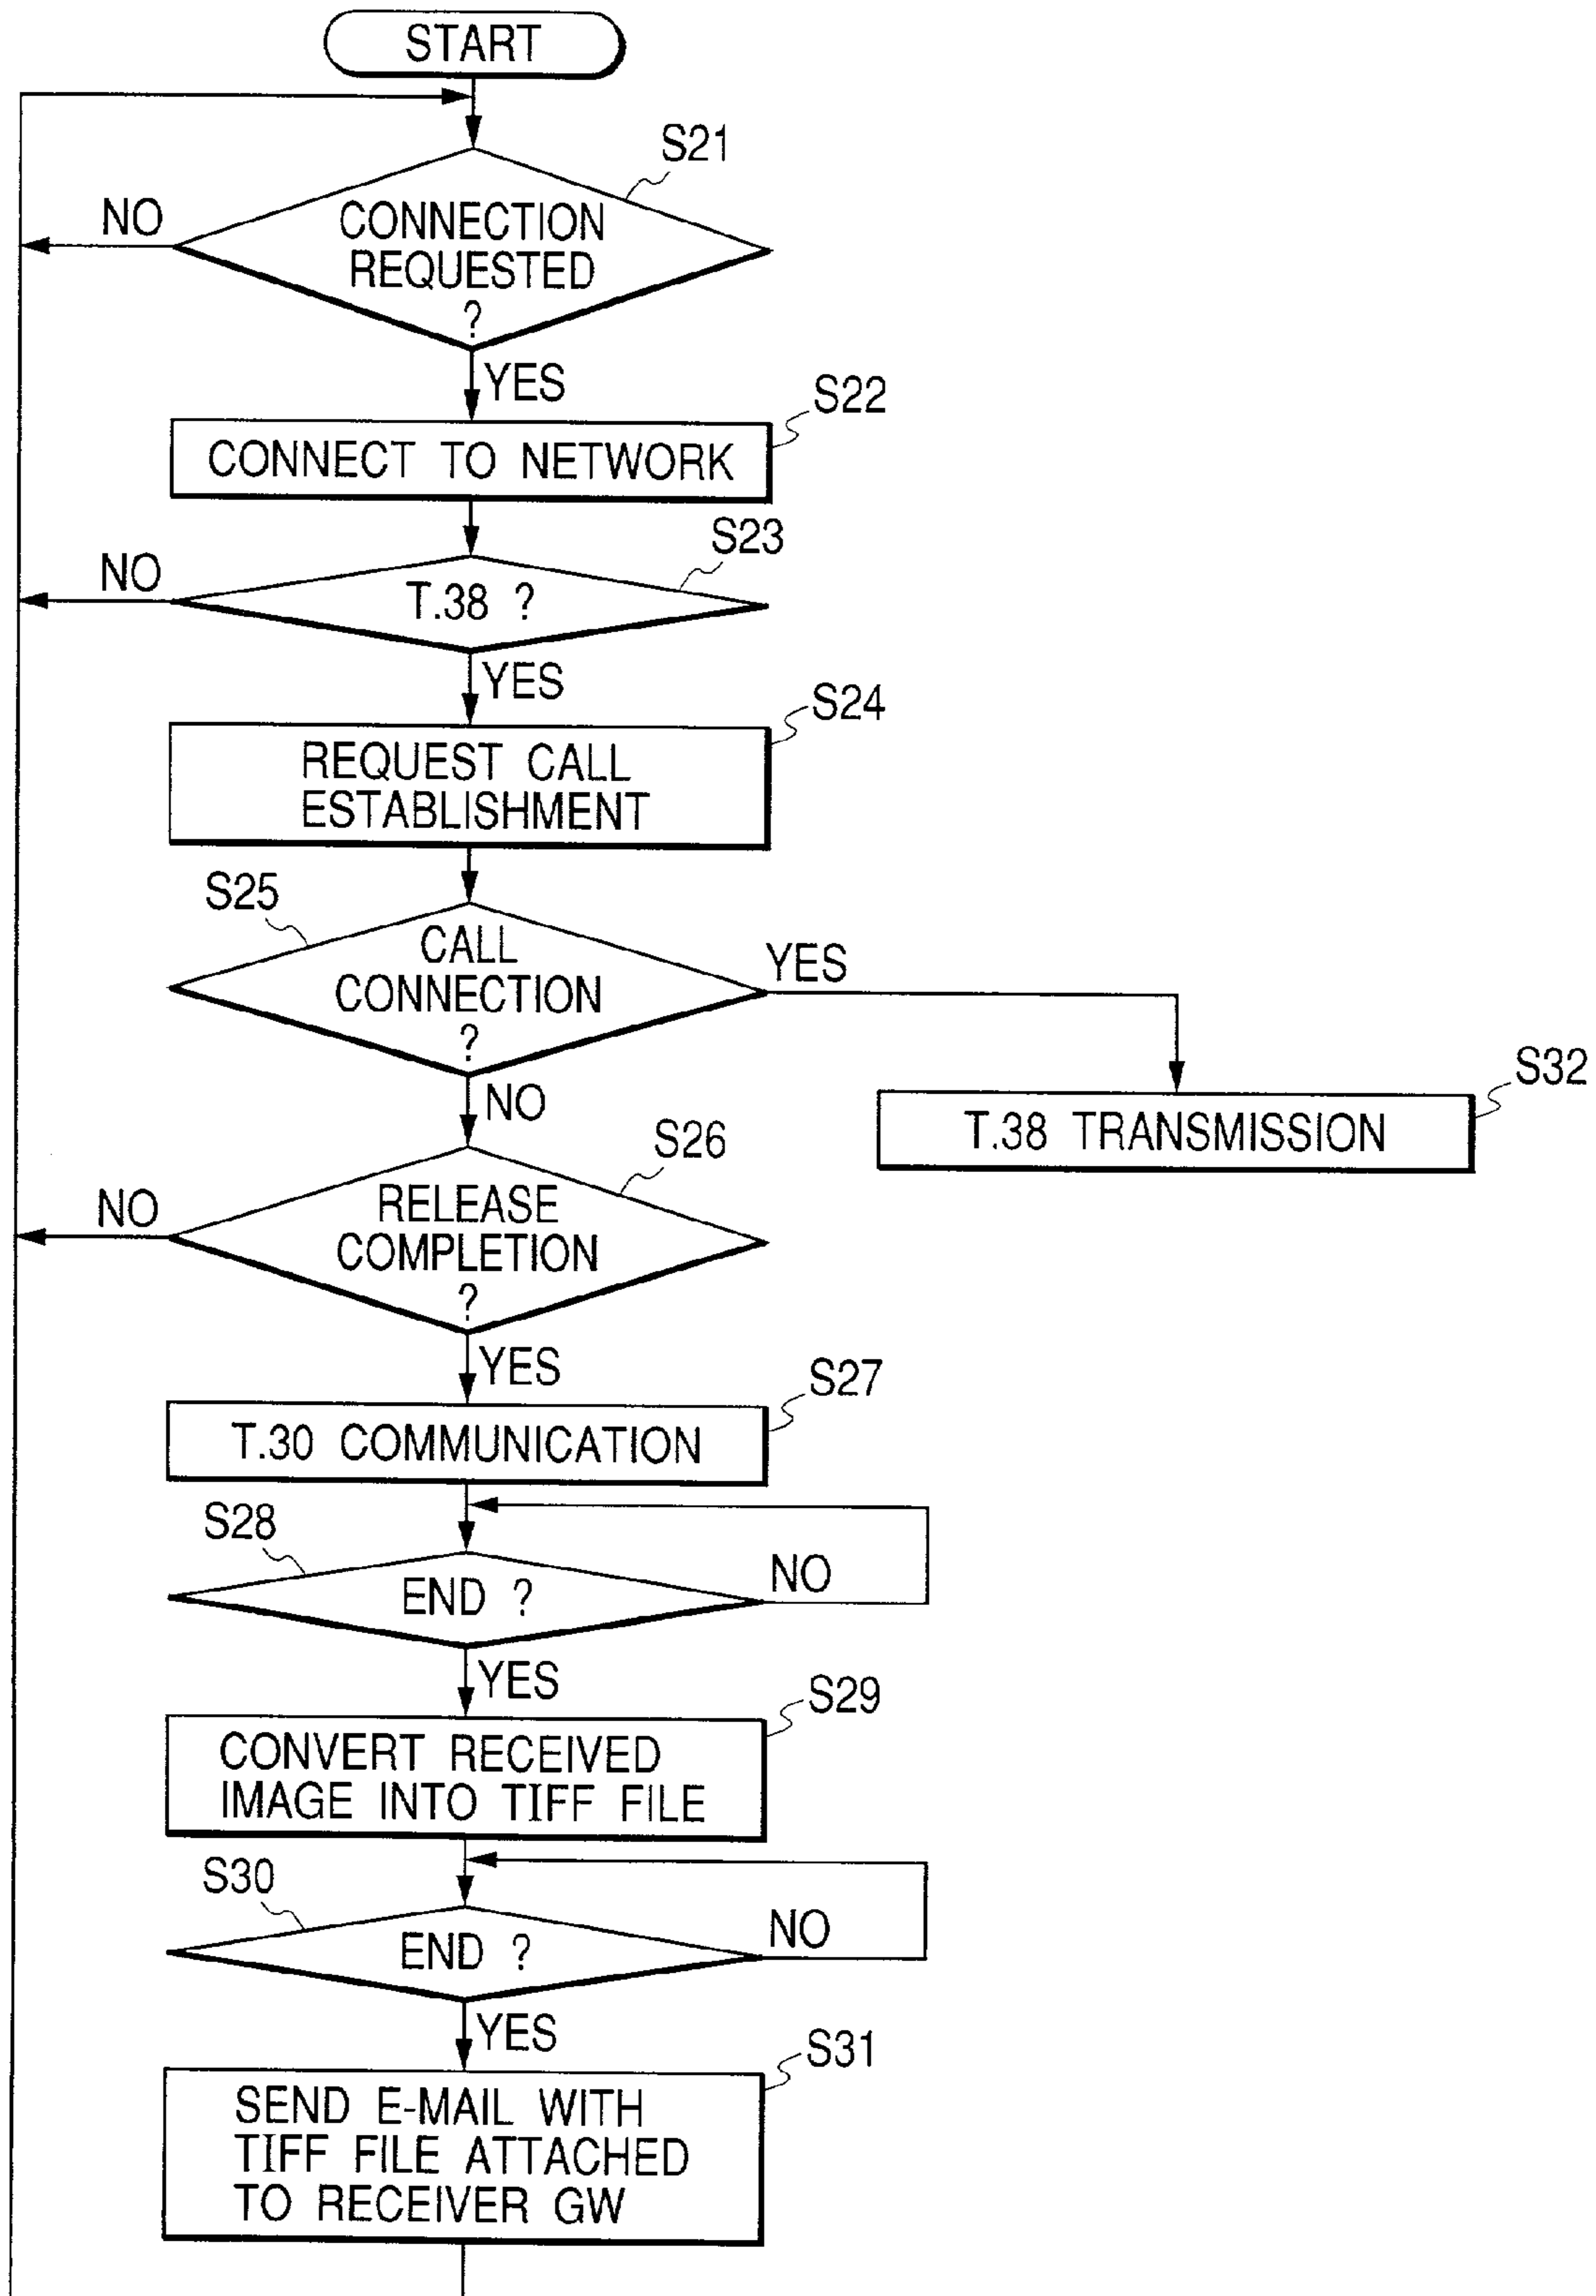 START
S21
NO
CONNECTION
REQUESTED
?
YES
S22
CONNECT TO NETWORK
S23
NO
T.38 ?
YES
S24
REQUEST CALL
ESTABLISHMENT
S25
CALL
CONNECTION
?
YES
NO
S32
T.38 TRANSMISSION
S26
NO
RELEASE
COMPLETION
?
YES
S27
T.30 COMMUNICATION
S28
END ?
NO
YES
S29
CONVERT RECEIVED
IMAGE INTO TIFF FILE
S30
END ?
NO
YES
S31
SEND E-MAIL WITH
TIFF FILE ATTACHED
TO RECEIVER GW